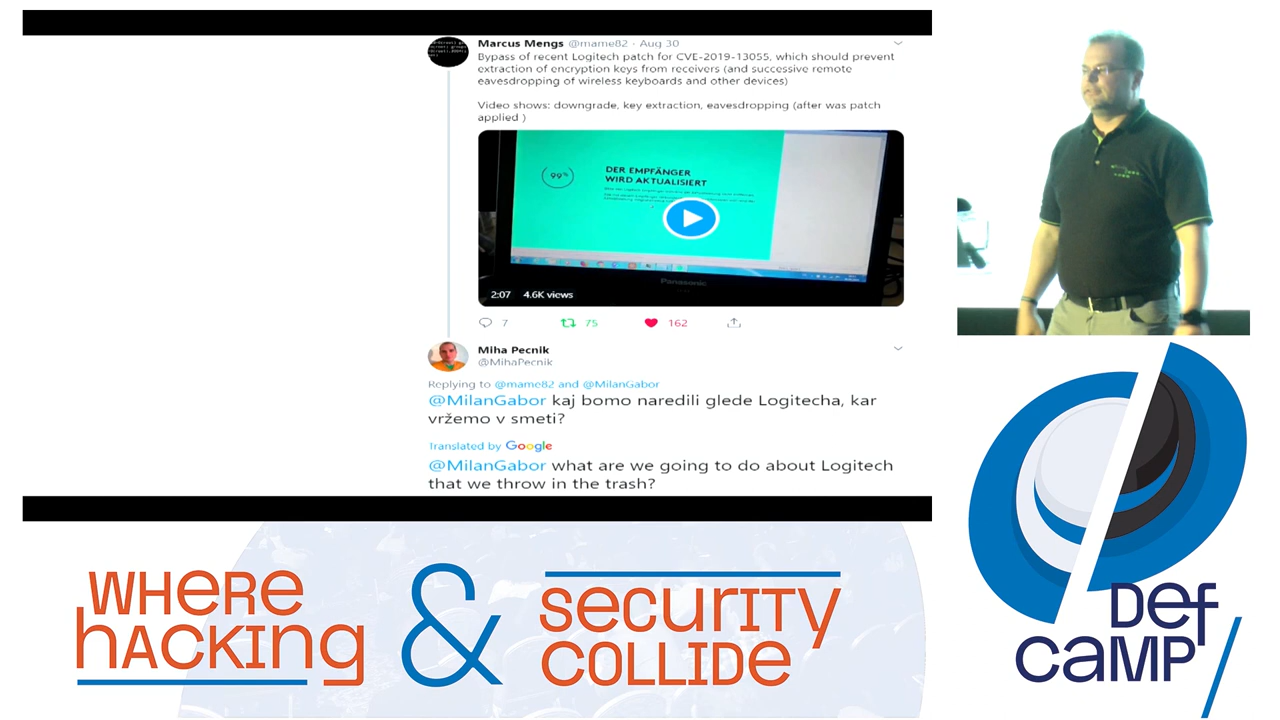 Marcus Mengs @mame82 · Aug 30
Bypass of recent Logitech patch for CVE-2019-13055, which should prevent
extraction of encryption keys from receivers (and successive remote
eavesdropping of wireless keyboards and other devices)
Video shows: downgrade, key extraction, eavesdropping (after was patch
applied )
99%
DER EMPFÄNGER
WIRD AKTUALISIERT
Panasonic
2:07 4.6K views
7 75 162
Miha Pecnik
@MihaPecnik
Replying to @mame82 and @MilanGabor
@MilanGabor kaj bomo naredili glede Logitecha, kar
vržemo v smeti?
Translated by Google
@MilanGabor what are we going to do about Logitech
that we throw in the trash?
WHERE
HACKING
&
SECURITY
COLLIDE
DEF
CAMP